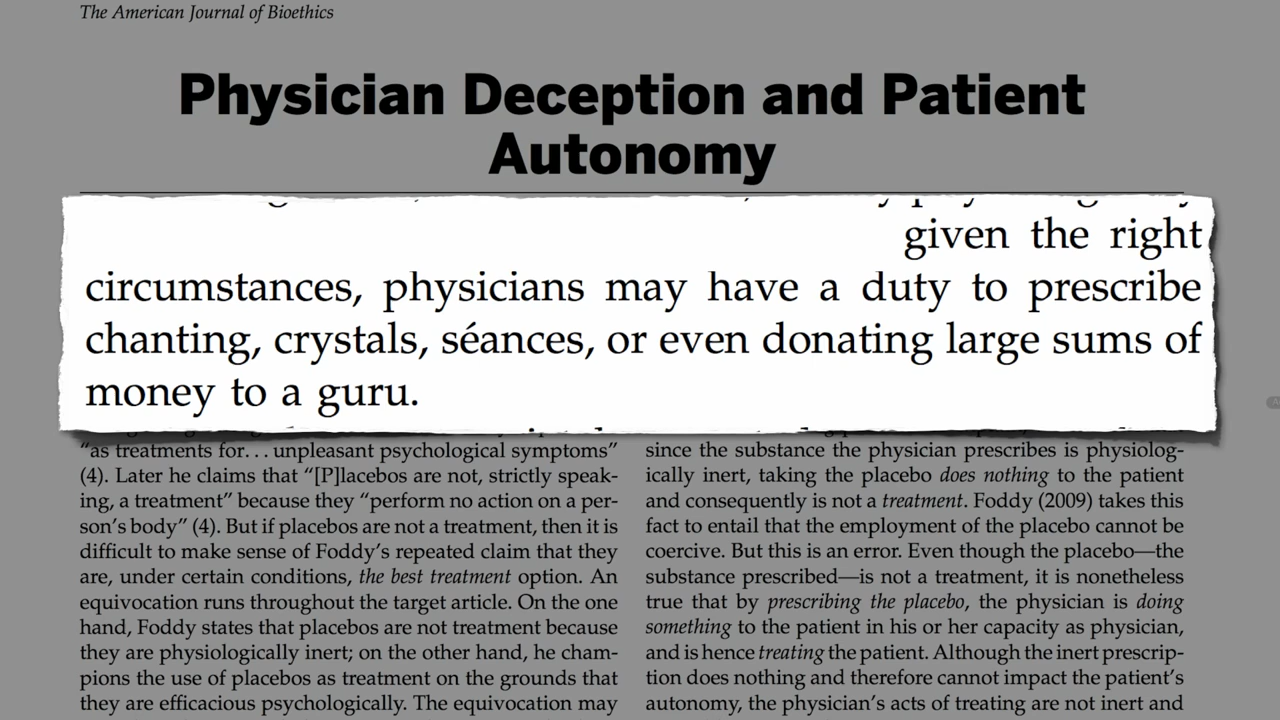 The American Journal of Bioethics
Physician Deception and Patient
Autonomy
given the right
circumstances, physicians may have a duty to prescribe
chanting, crystals, séances, or even donating large sums of
money to a guru.
“as treatments for. . . unpleasant psychological symptoms”
(4). Later he claims that “[P]lacebos are not, strictly speak-
ing, a treatment” because they “perform no action on a per-
son’s body” (4). But if placebos are not a treatment, then it is
difficult to make sense of Foddy’s repeated claim that they
are, under certain conditions, the best treatment option. An
equivocation runs throughout the target article. On the one
hand, Foddy states that placebos are not treatment because
they are physiologically inert; on the other hand, he cham-
pions the use of placebos as treatment on the grounds that
they are efficacious psychologically. The equivocation may
since the substance the physician prescribes is physiolog-
ically inert, taking the placebo does nothing to the patient
and consequently is not a treatment. Foddy (2009) takes this
fact to entail that the employment of the placebo cannot be
coercive. But this is an error. Even though the placebo—the
substance prescribed—is not a treatment, it is nonetheless
true that by prescribing the placebo, the physician is doing
something to the patient in his or her capacity as physician,
and is hence treating the patient. Although the inert prescrip-
tion does nothing and therefore cannot impact the patient’s
autonomy, the physician’s acts of treating are not inert and